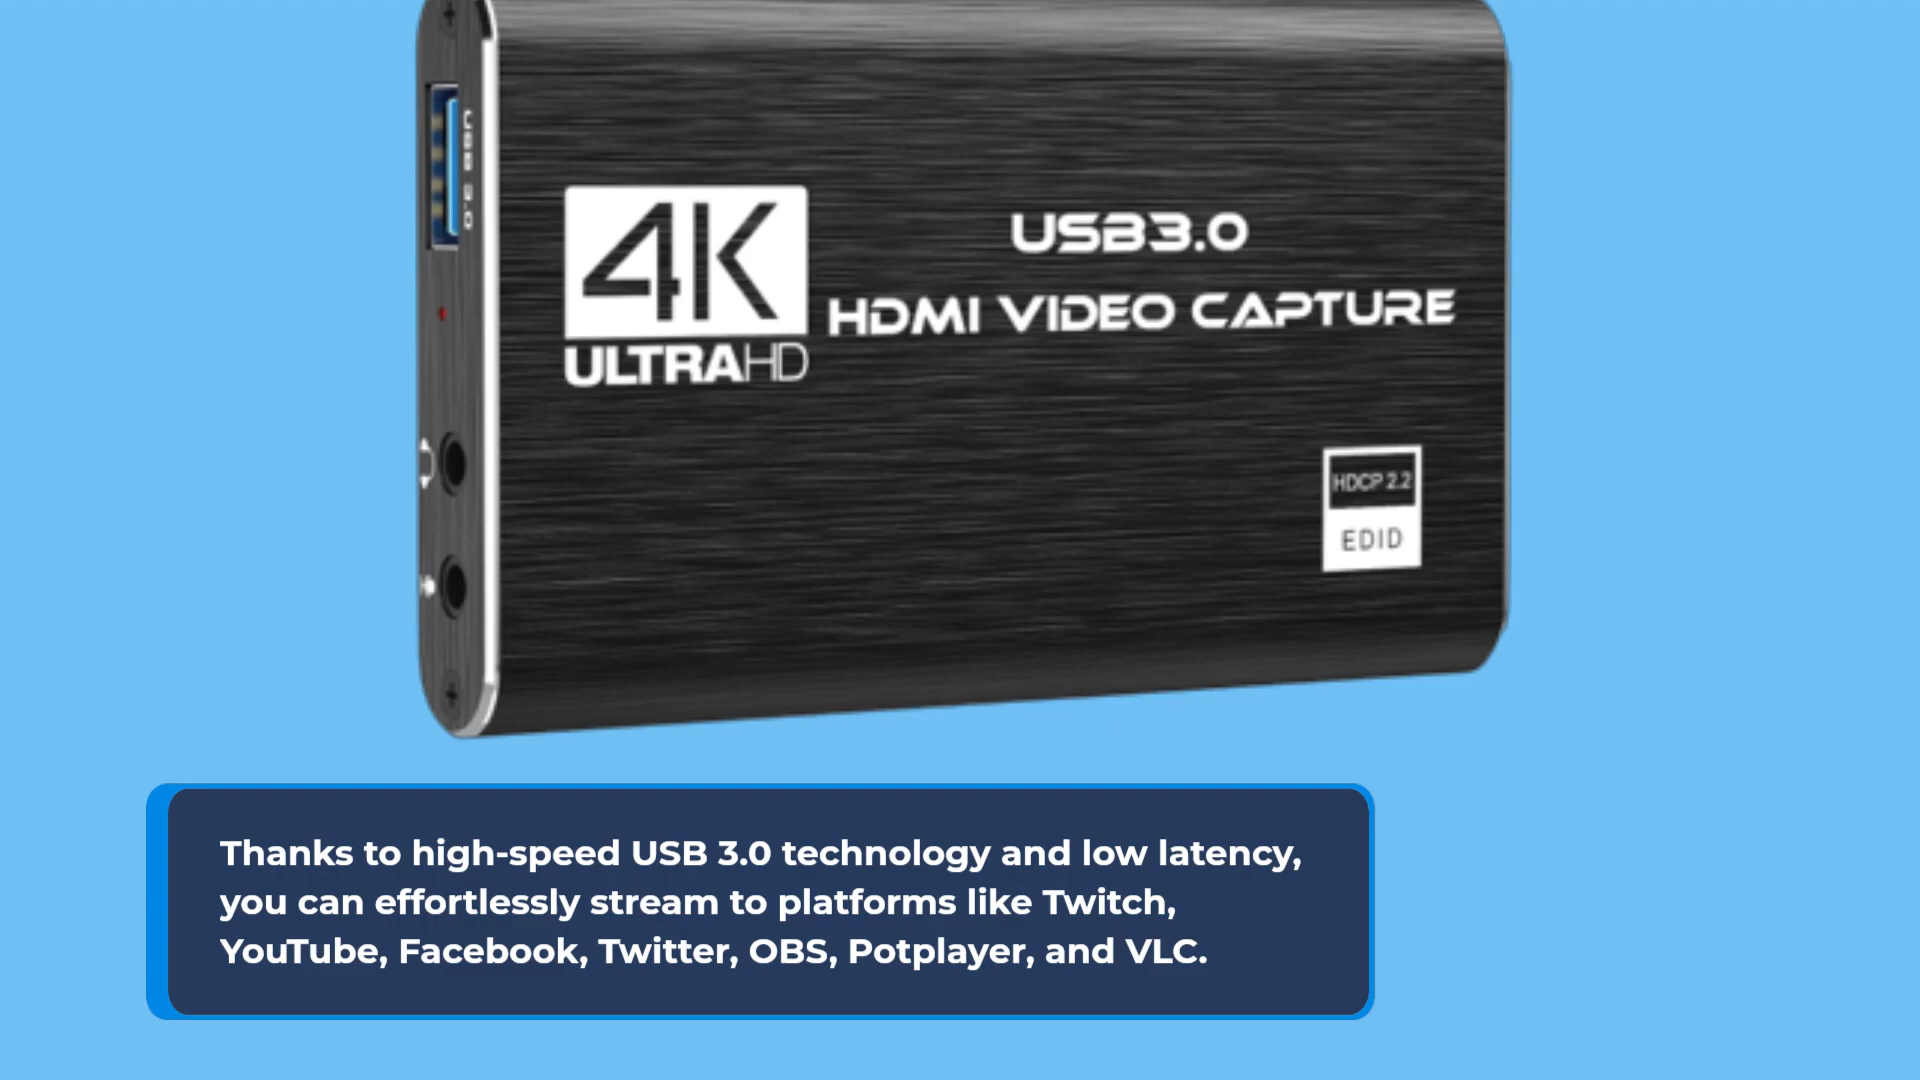 USB 3.0
4K
ULTRAHD
USB3.0
HDMI VIDEO CAPTURE
HDCP 2.2
EDID
Thanks to high-speed USB 3.0 technology and low latency,
you can effortlessly stream to platforms like Twitch,
YouTube, Facebook, Twitter, OBS, Potplayer, and VLC.